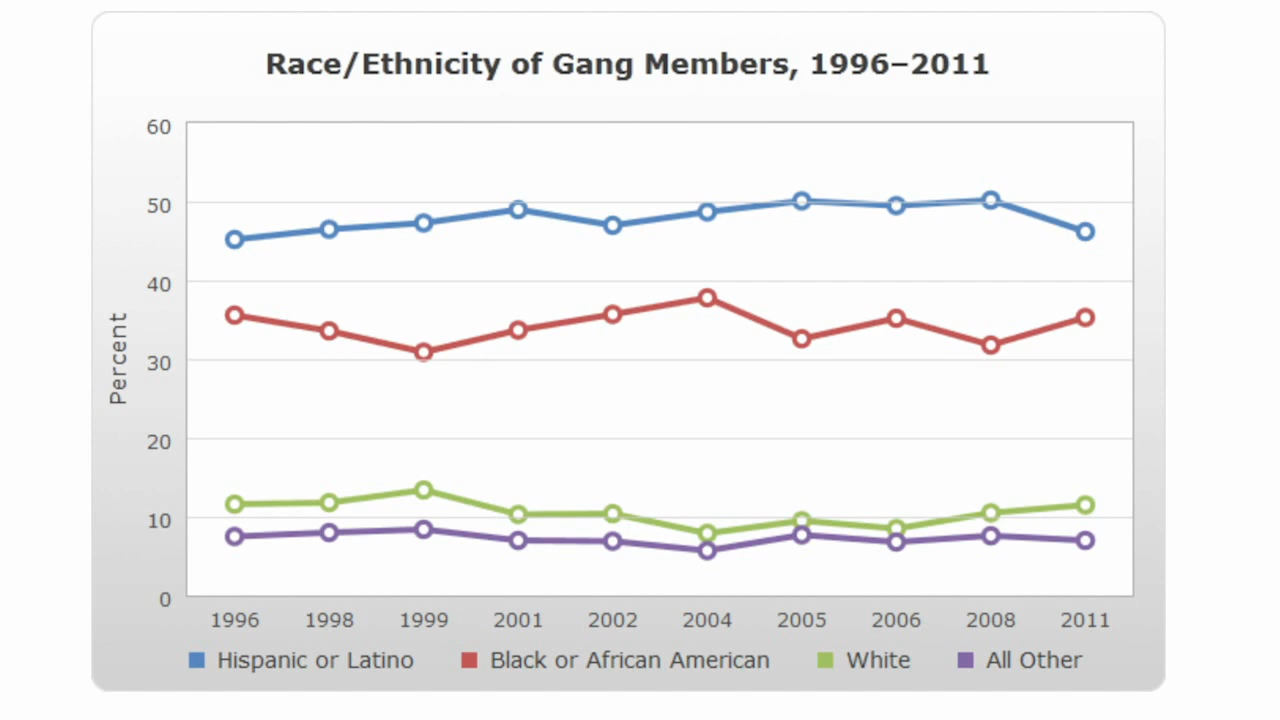 Race/Ethnicity of Gang Members, 1996–2011
60
50
40
30
20
10
0
Percent
1996 1998 1999 2001 2002 2004 2005 2006 2008 2011
Hispanic or Latino Black or African American White All Other